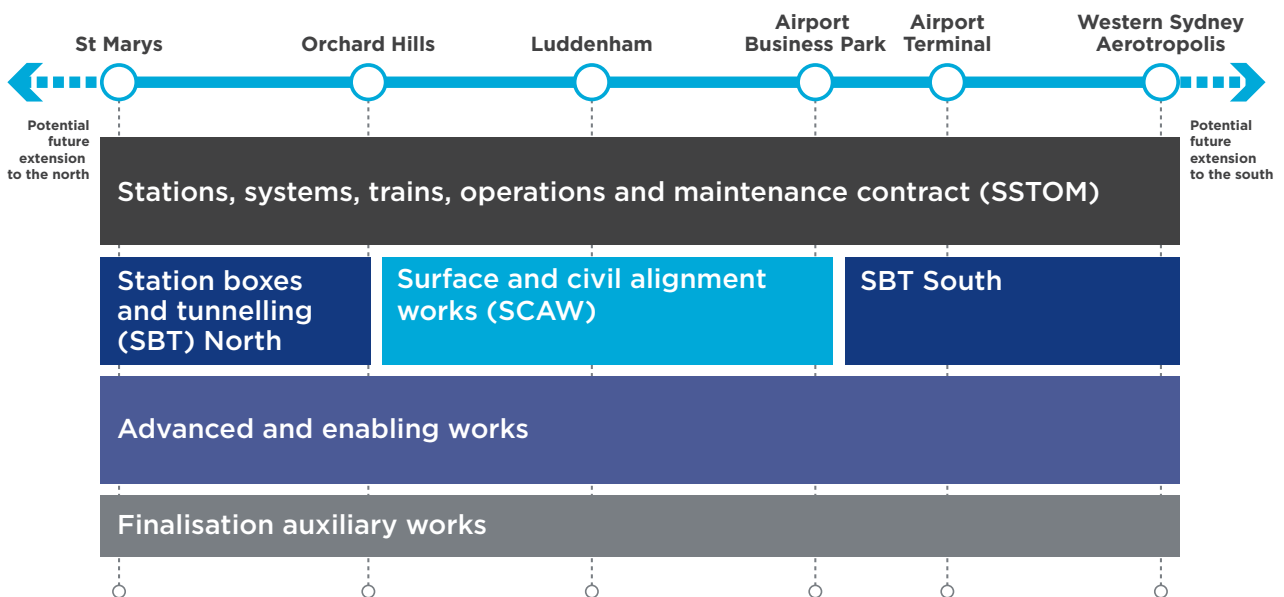 St Marys
Orchard Hills
Luddenham
Airport
Business Park
Airport
Terminal
Western Sydney
Aerotropolis
Potential
future
extension
to the north
Potential
future
extension
to the south
Stations, systems, trains, operations and maintenance contract (SSTOM)
Station boxes
and tunnelling
(SBT) North
Surface and civil alignment
works (SCAW)
SBT South
Advanced and enabling works
Finalisation auxiliary works